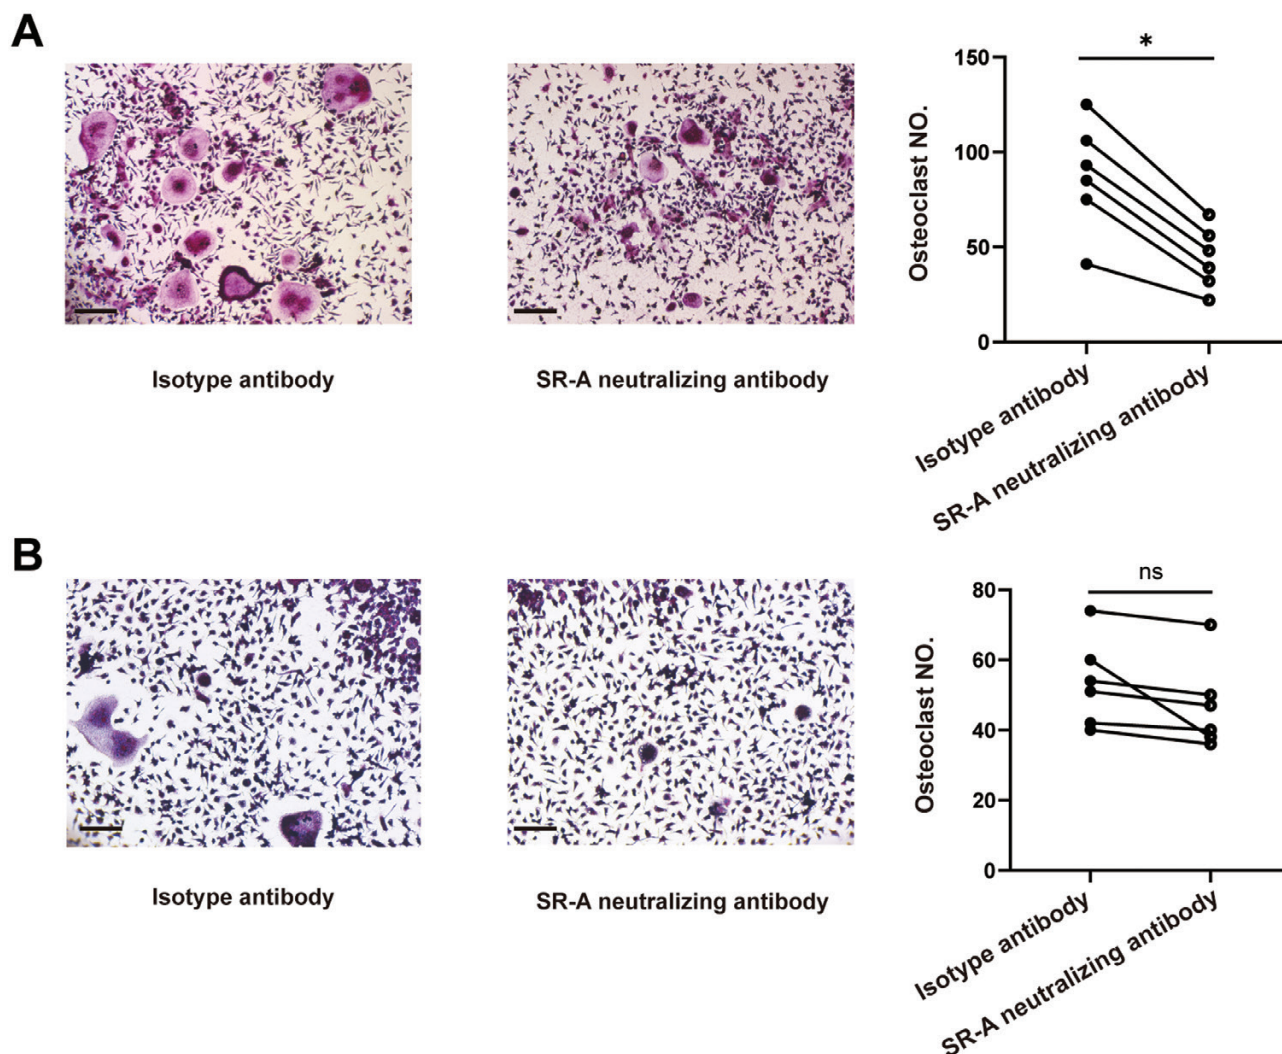 A
Isotype antibody
SR-A neutralizing antibody
*
150
100
50
0
Osteoclast NO.
Isotype antibody
SR-A neutralizing antibody
B
Isotype antibody
SR-A neutralizing antibody
ns
80
60
40
20
0
Osteoclast NO.
Isotype antibody
SR-A neutralizing antibody